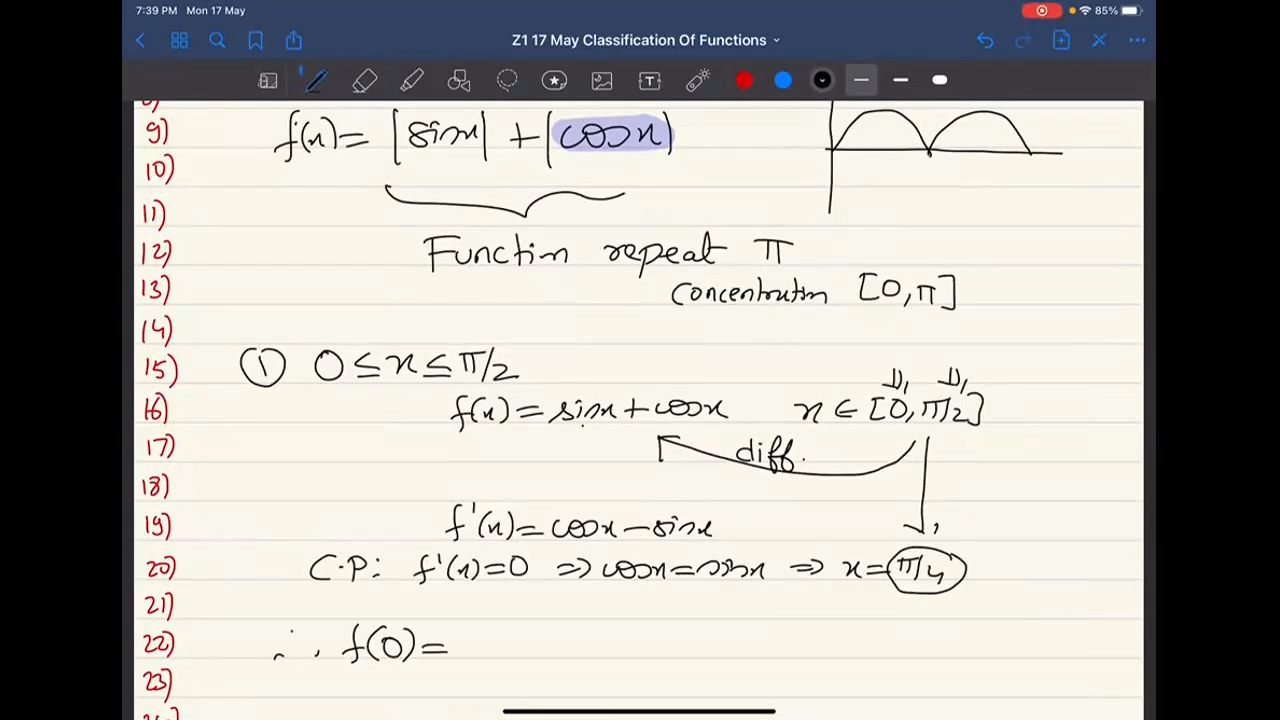 7:39 PM Mon 17 May
85%
Z1 17 May Classification Of Functions
9) f(x) = |sinx| + |cosx|
10)
11)
12) Function repeat π
13) concentration [0, π]
14)
15) ① 0 ≤ x ≤ π/2
16) f(x) = sinx + cosx x ∈ [0, π/2]
17) diff.
18)
19) f'(x) = cosx - sinx
20) C.P: f'(x) = 0 ⇒ cosx = sinx ⇒ x = π/4
21)
22) ∴ f(0) =
23)